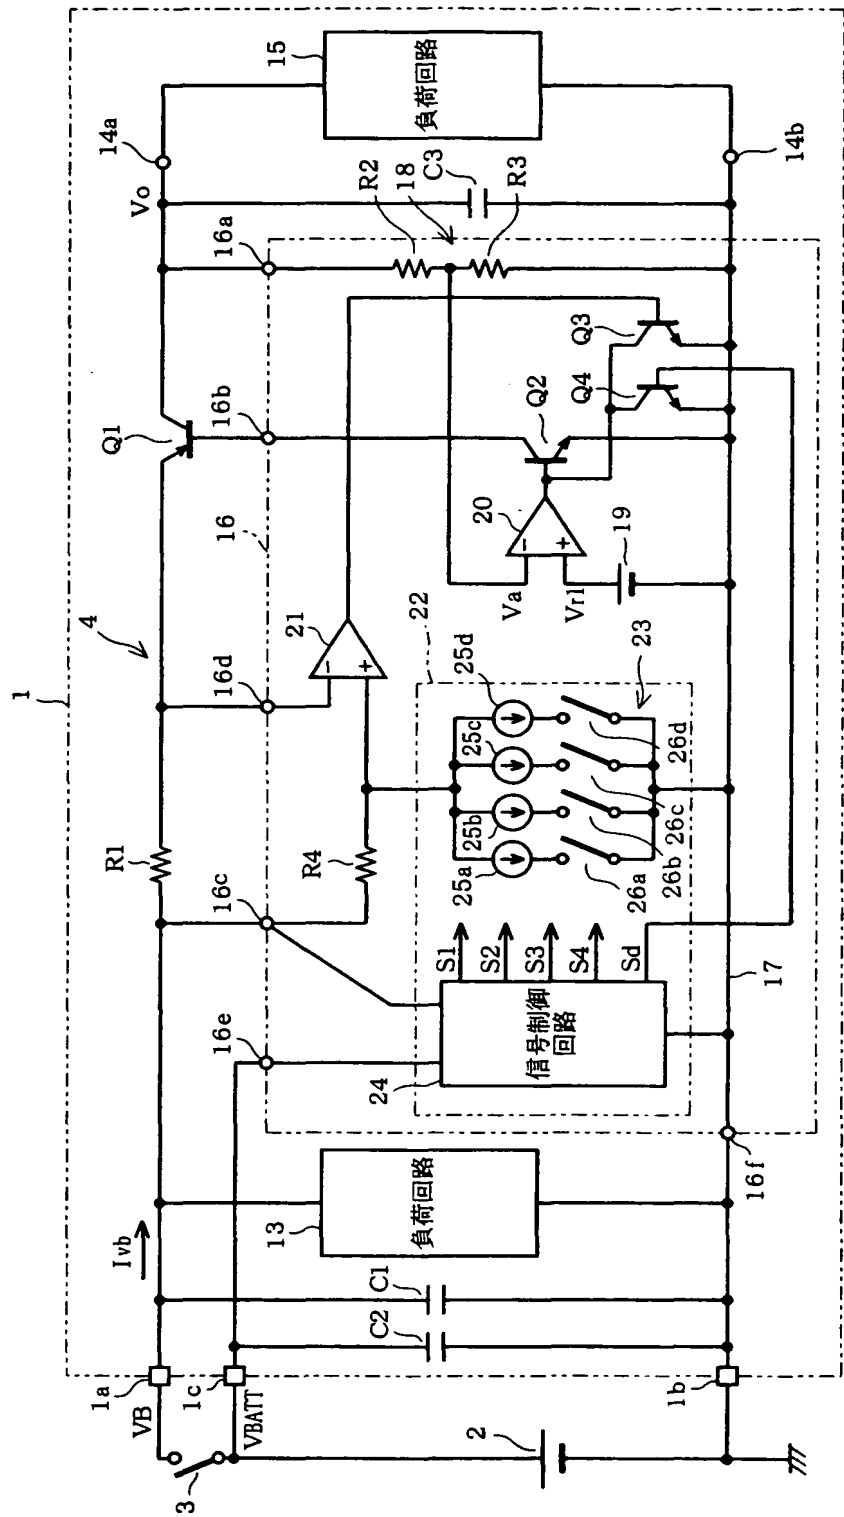 1
4
VB
1a
Ivb
R1
Q1
Vo
14a
15
負荷回路
3
VBATT
1c
16e
16c
16d
16
16b
16a
R2
18
C3
R3
14b
C2
C1
13
負荷回路
R4
21
−
+
22
20
−
+
Va
Vr1
19
Q2
Q4
Q3
24
信号制御
回路
S1
S2
S3
S4
Sd
25a
25b
25c
25d
26a
26b
26c
26d
23
2
1b
16f
17